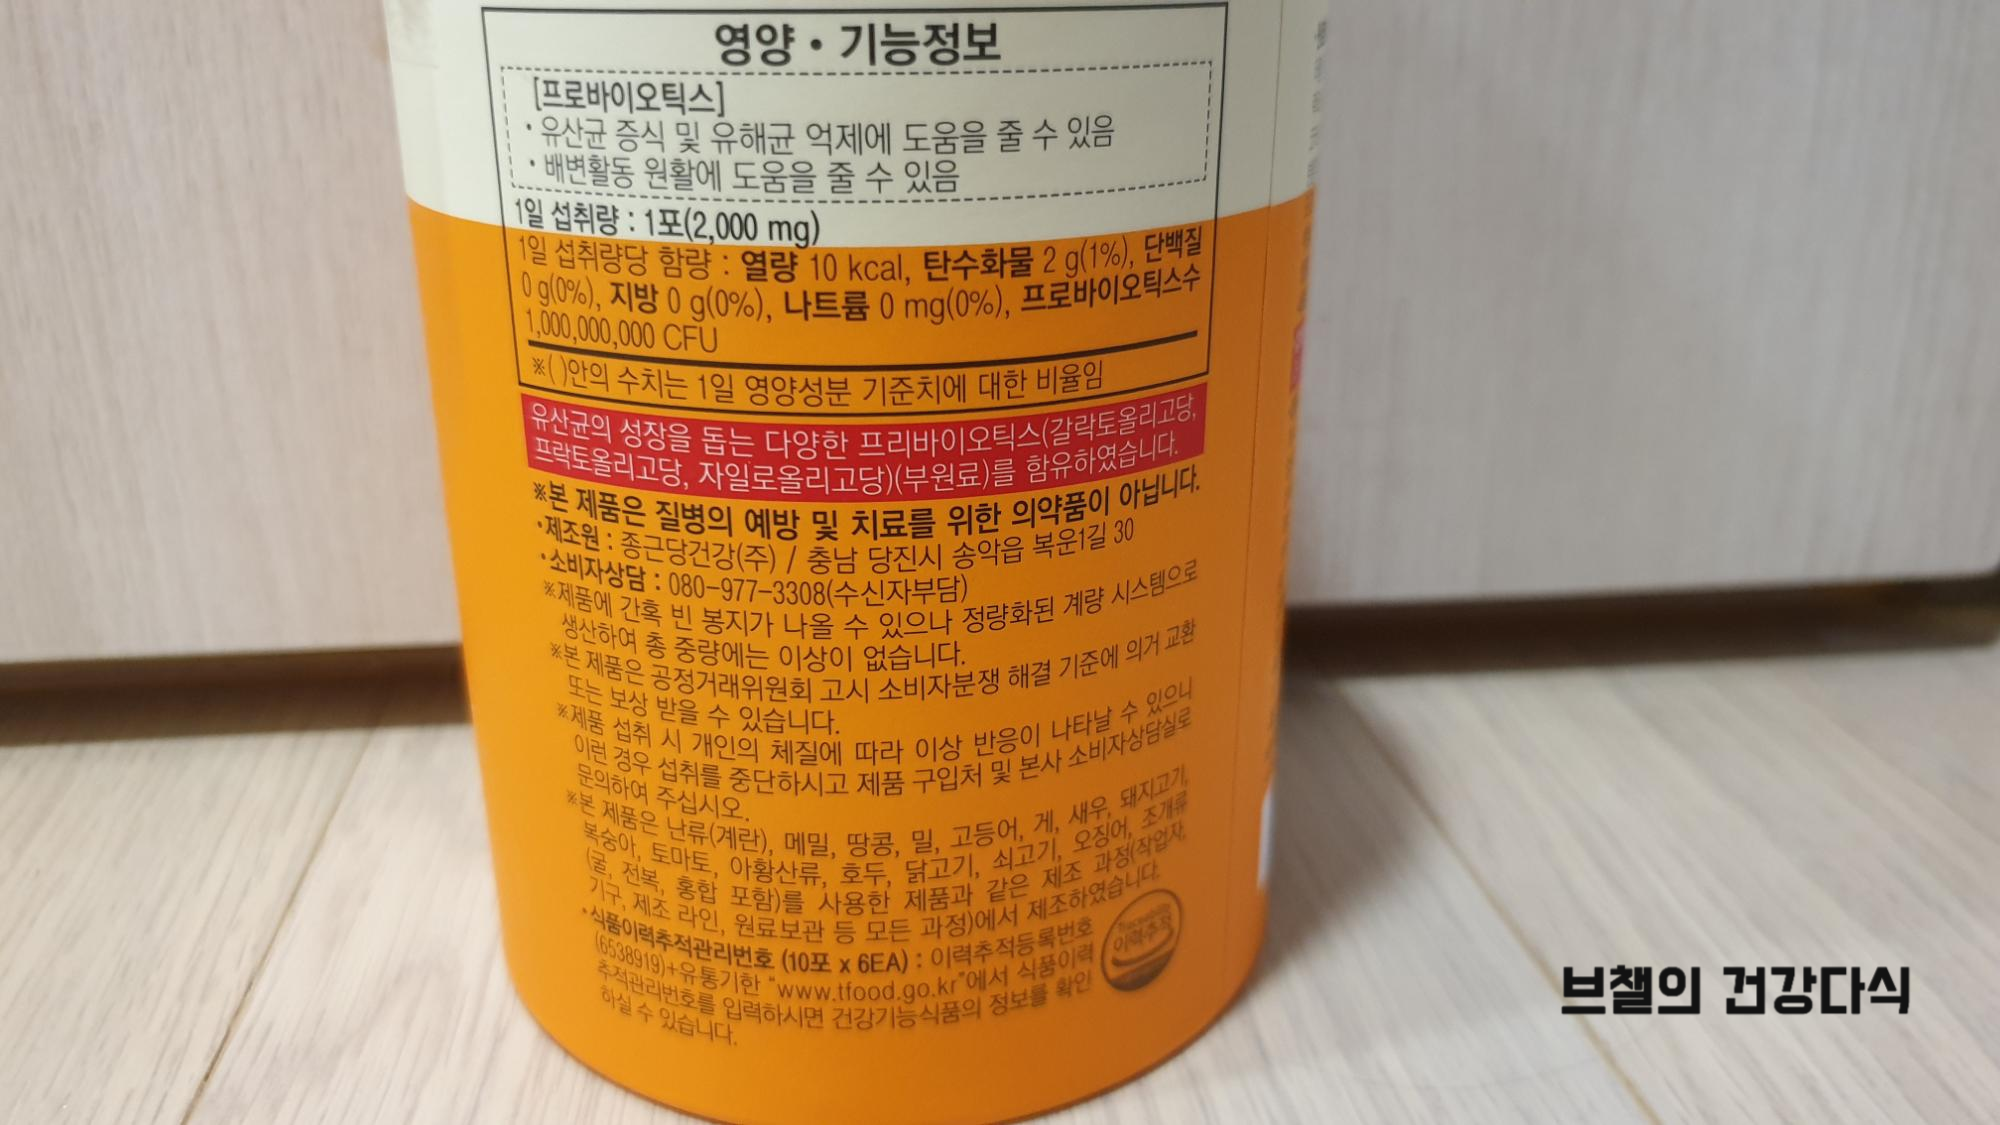 영양 • 기능정보
[프로바이오틱스]
· 유산균 증식 및 유해균 억제에 도움을 줄 수 있음
· 배변활동 원활에 도움을 줄 수 있음
1일 섭취량 : 1포(2,000 mg)
1일 섭취량당 함량 : 열량 10 kcal, 탄수화물 2 g(1%), 단백질
0 g(0%), 지방 0 g(0%), 나트륨 0 mg(0%), 프로바이오틱스수
1,000,000,000 CFU
※( )안의 수치는 1일 영양성분 기준치에 대한 비율임
유산균의 성장을 돕는 다양한 프리바이오틱스(갈락토올리고당,
프락토올리고당, 자일로올리고당)(부원료)를 함유하였습니다.
※본 제품은 질병의 예방 및 치료를 위한 의약품이 아닙니다.
·제조원 : 종근당건강(주) / 충남 당진시 송악읍 복운1길 30
·소비자상담 : 080-977-3308(수신자부담)
※제품에 간혹 빈 봉지가 나올 수 있으나 정량화된 계량 시스템으로
생산하여 총 중량에는 이상이 없습니다.
※본 제품은 공정거래위원회 고시 소비자분쟁 해결 기준에 의거 교환
또는 보상 받을 수 있습니다.
※제품 섭취 시 개인의 체질에 따라 이상 반응이 나타날 수 있으니
이런 경우 섭취를 중단하시고 제품 구입처 및 본사 소비자상담실로
문의하여 주십시오.
※본 제품은 난류(계란), 메밀, 땅콩, 밀, 고등어, 게, 새우, 돼지고기,
복숭아, 토마토, 아황산류, 호두, 닭고기, 쇠고기, 오징어, 조개류
(굴, 전복, 홍합 포함)를 사용한 제품과 같은 제조 과정(작업자,
기구, 제조 라인, 원료보관 등 모든 과정)에서 제조하였습니다.
·식품이력추적관리번호 (10포 x 6EA) : 이력추적등록번호
(6538919)+유통기한 "www.tfood.go.kr"에서 식품이력
추적관리번호를 입력하시면 건강기능식품의 정보를 확인
하실 수 있습니다.
이력추적
브챌의 건강다식